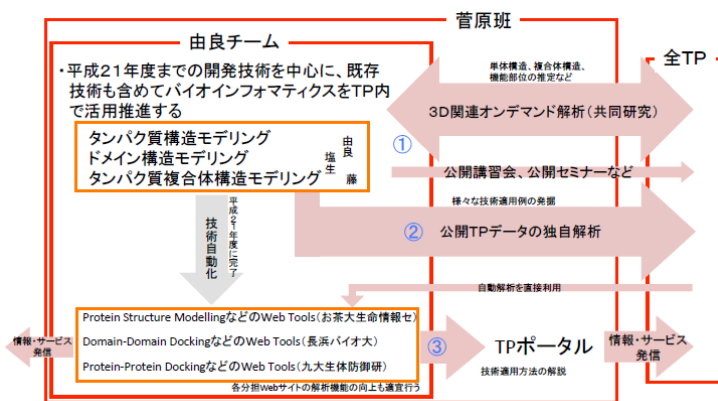 菅原班
由良チーム
全TP
・平成21年度までの開発技術を中心に、既存
技術も含めてバイオインフォマティクスをTP内
で活用推進する
単体構造、複合体構造、
機能部位の推定など
3D関連オンデマンド解析(共同研究)
タンパク質構造モデリング
ドメイン構造モデリング
タンパク質複合体構造モデリング
由良
塩生
藤
①
公開講習会、公開セミナーなど
様々な技術適用例の発掘
② 公開TPデータの独自解析
技術自動化
平成21年度に完了
自動解析を直接利用
Protein Structure ModellingなどのWeb Tools(お茶大生命情報セ)
Domain-Domain DockingなどのWeb Tools(長浜バイオ大)
Protein-Protein DockingなどのWeb Tools(九大生体防御研)
情報・サービス
発信
③
TPポータル
技術適用方法の解説
情報・サービス
発信
各分担Webサイトの解析機能の向上も適宜行う